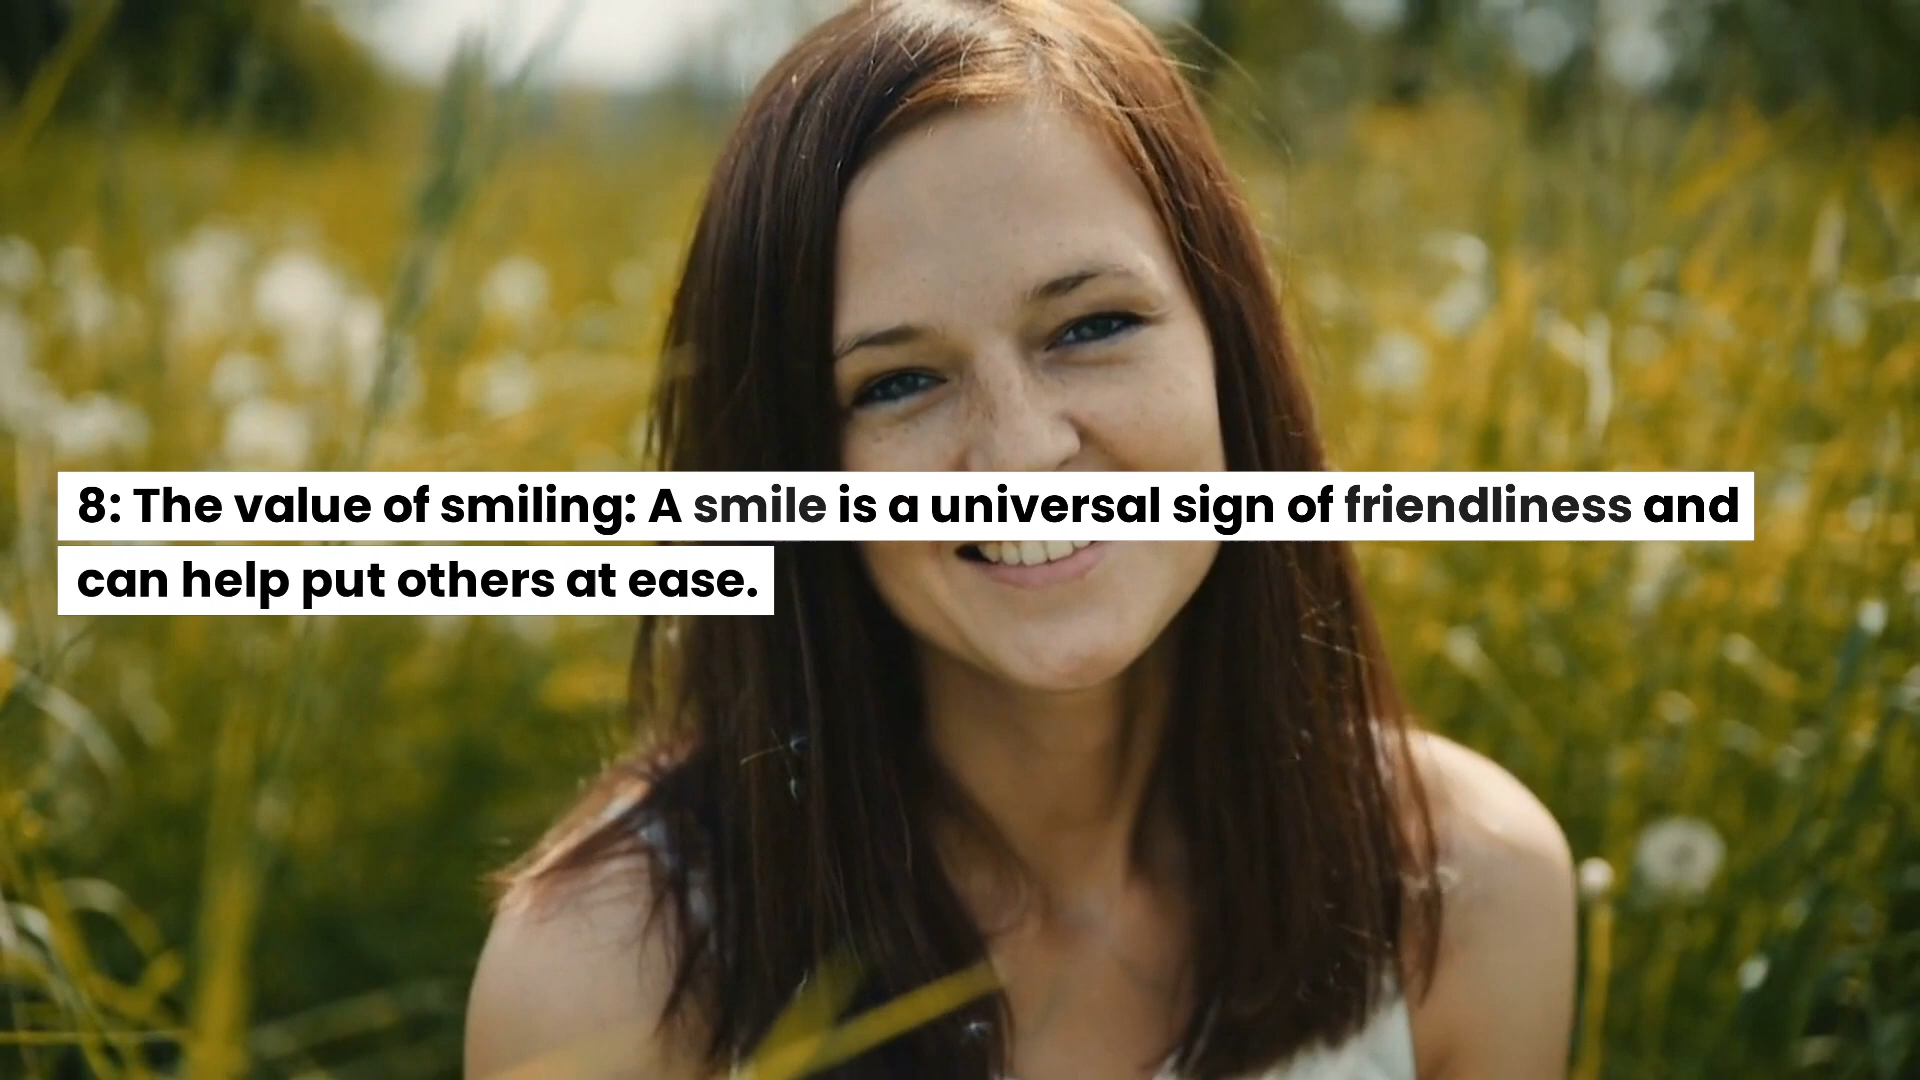 8: The value of smiling: A smile is a universal sign of friendliness and
can help put others at ease.